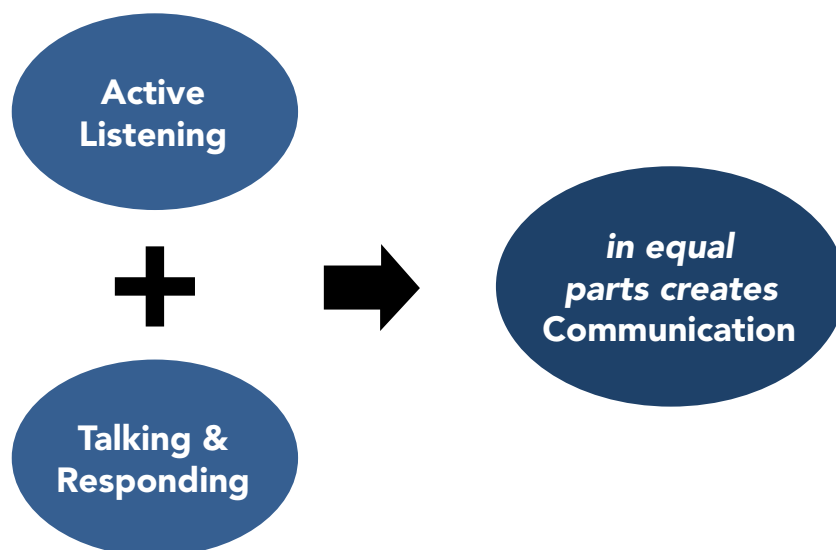 Active
Listening
Talking &
Responding
in equal
parts creates
Communication